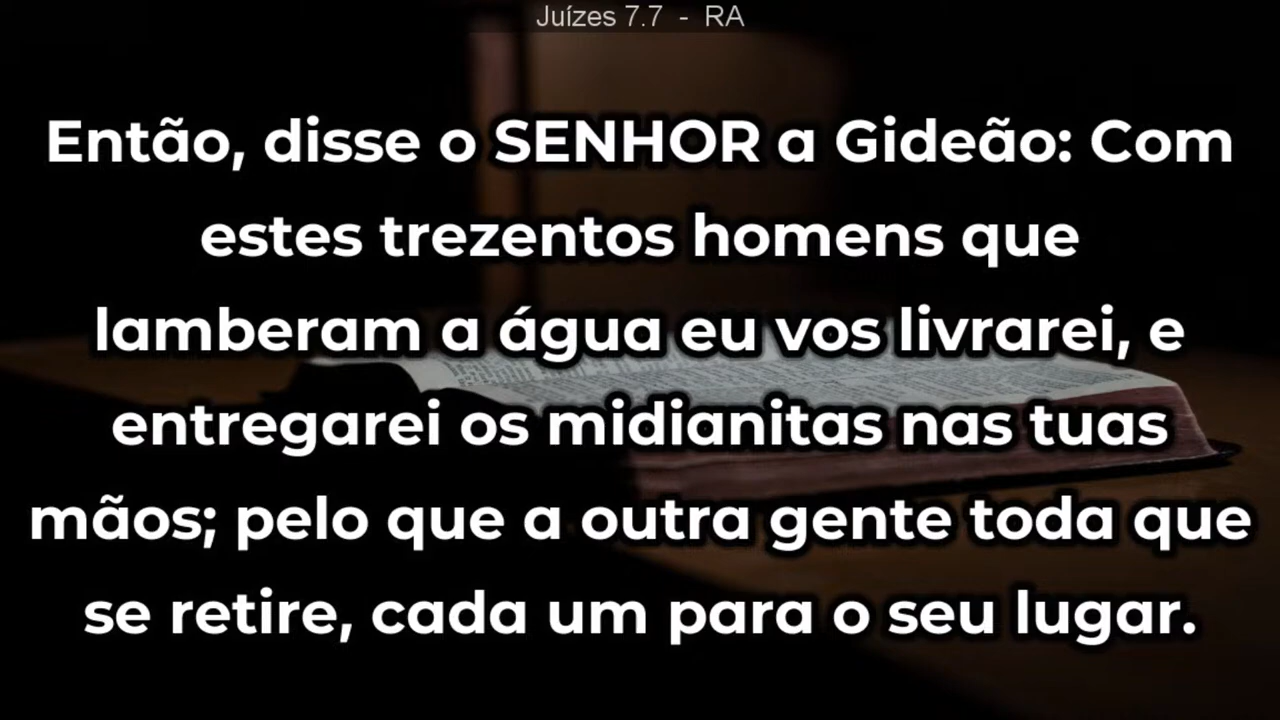 Juízes 7.7 - RA
Então, disse o SENHOR a Gideão: Com
estes trezentos homens que
lamberam a água eu vos livrarei, e
entregarei os midianitas nas tuas
mãos; pelo que a outra gente toda que
se retire, cada um para o seu lugar.